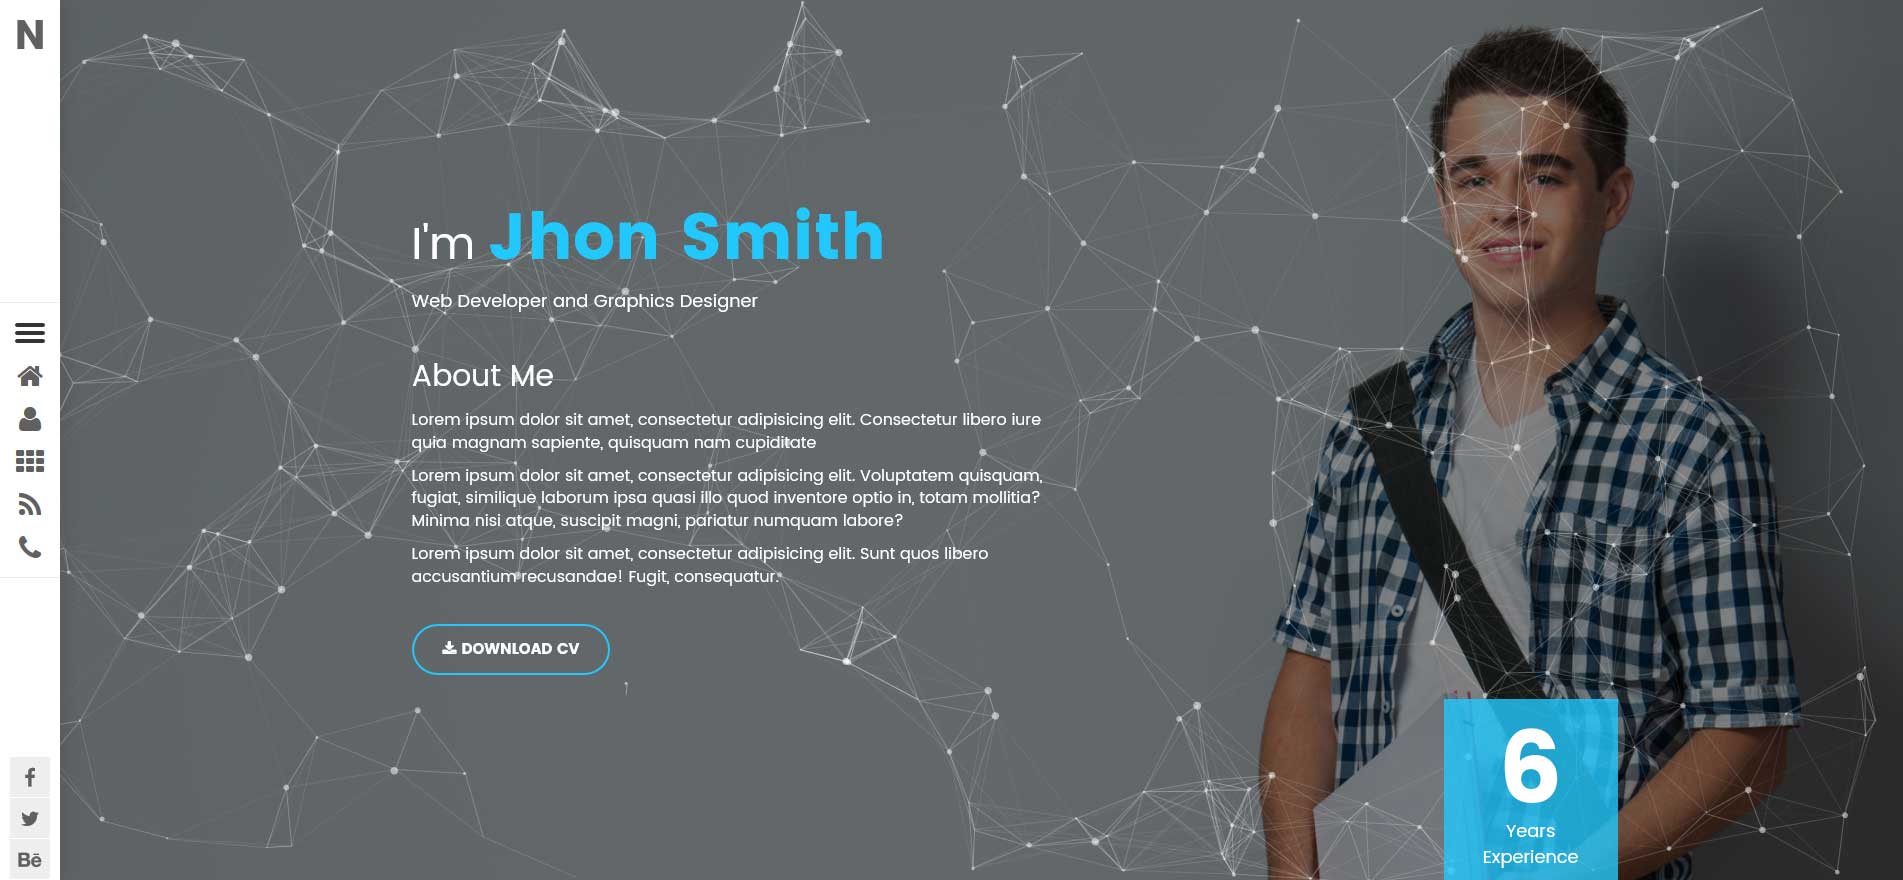 N
I'm Jhon Smith
Web Developer and Graphics Designer
About Me
Lorem ipsum dolor sit amet, consectetur adipisicing elit. Consectetur libero iure
quia magnam sapiente, quisquam nam cupiditate
Lorem ipsum dolor sit amet, consectetur adipisicing elit. Voluptatem quisquam,
fugiat, similique laborum ipsa quasi illo quod inventore optio in, totam mollitia?
Minima nisi atque, suscipit magni, pariatur numquam labore?
Lorem ipsum dolor sit amet, consectetur adipisicing elit. Sunt quos libero
accusantium recusandae! Fugit, consequatur.
DOWNLOAD CV
6
Years
Experience
Bē